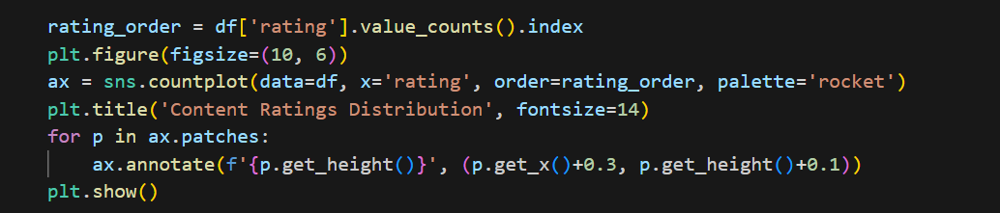 rating_order = df['rating'].value_counts().index
plt.figure(figsize=(10, 6))
ax = sns.countplot(data=df, x='rating', order=rating_order, palette='rocket')
plt.title('Content Ratings Distribution', fontsize=14)
for p in ax.patches:
    ax.annotate(f'{p.get_height()}', (p.get_x()+0.3, p.get_height()+0.1))
plt.show()